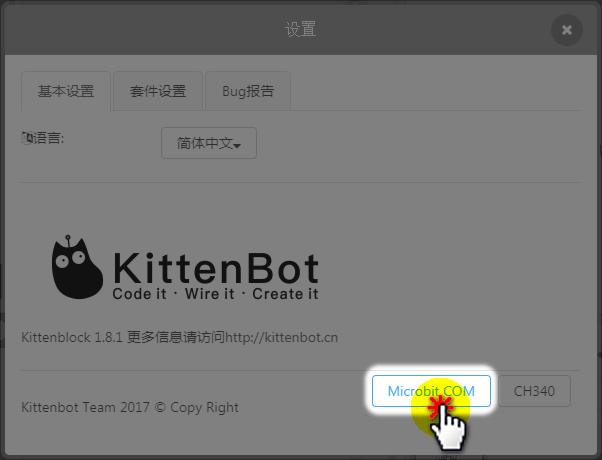 设置
基本设置
套件设置
Bug报告
语言:
简体中文
KittenBot
Code it · Wire it · Create it
Kittenblock 1.8.1 更多信息请访问http://kittenbot.cn
Microbit COM
CH340
Kittenbot Team 2017 © Copy Right